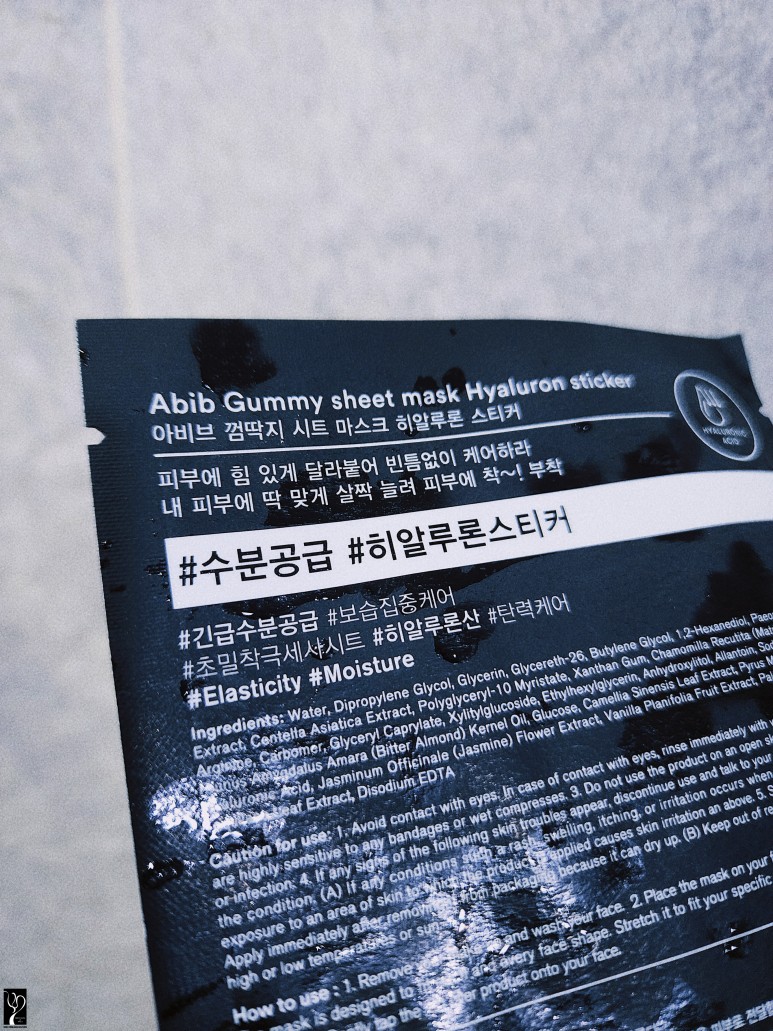 Abib Gummy sheet mask Hyaluron sticker
아비브 껌딱지 시트 마스크 히알루론 스티커
HYALURONIC
ACID
피부에 힘 있게 달라붙어 빈틈없이 케어하라
내 피부에 딱 맞게 살짝 늘려 피부에 착~! 부착
#수분공급 #히알루론스티커
#긴급수분공급 #보습집중케어
#초밀착극세사시트 #히알루론산 #탄력케어
#Elasticity #Moisture
Ingredients: Water, Dipropylene Glycol, Glycerin, Glycereth-26, Butylene Glycol, 1,2-Hexanediol,
Extract, Centella Asiatica Extract, Polyglyceryl-10 Myristate, Xanthan Gum, Chamomilla Recutita
Arginine, Carbomer, Glyceryl Caprylate, Xylitylglucoside, Ethylhexylglycerin, Anhydroxylitol, Allantoin,
Amygdalus Amara (Bitter Almond) Kernel Oil, Glucose, Camellia Sinensis Leaf Extract, Pyrus
Acid, Jasminum Officinale (Jasmine) Flower Extract, Vanilla Planifolia Fruit Extract,
Leaf Extract, Disodium EDTA
Caution for use: 1. Avoid contact with eyes. In case of contact with eyes, rinse immediately with
are highly sensitive to any bandages or wet compresses. 3. Do not use the product on an open
or infection. 4. If any signs of the following skin troubles appear, discontinue use and talk to your
the condition. (A) If any conditions such a swelling, itching, or irritation occurs when
exposure to an area of skin to which the product applied causes skin irritation an above. 5.
Apply immediately after removing from packaging because it can dry up. (B) Keep out of
high or low temperatures or
How to use : 1. Remove and wash your face. 2. Place the mask on your
mask is designed to and every face shape. Stretch it to fit your specific
tap the product onto your face.